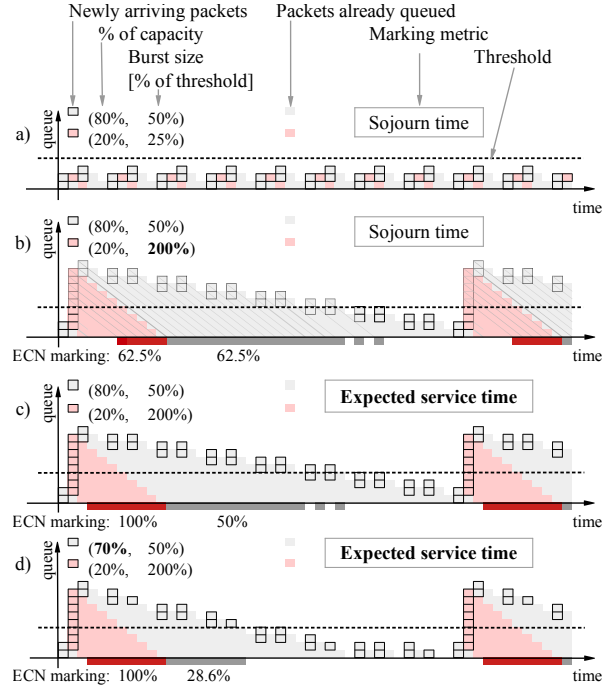 Newly arriving packets Packets already queued
% of capacity Marking metric
Burst size Threshold
[% of threshold]
a) queue (80%, 50%) Sojourn time
(20%, 25%)
time
b) queue (80%, 50%) Sojourn time
(20%, 200%)
ECN marking: 62.5% 62.5% time
c) queue (80%, 50%) Expected service time
(20%, 200%)
ECN marking: 100% 50% time
d) queue (70%, 50%) Expected service time
(20%, 200%)
ECN marking: 100% 28.6% time